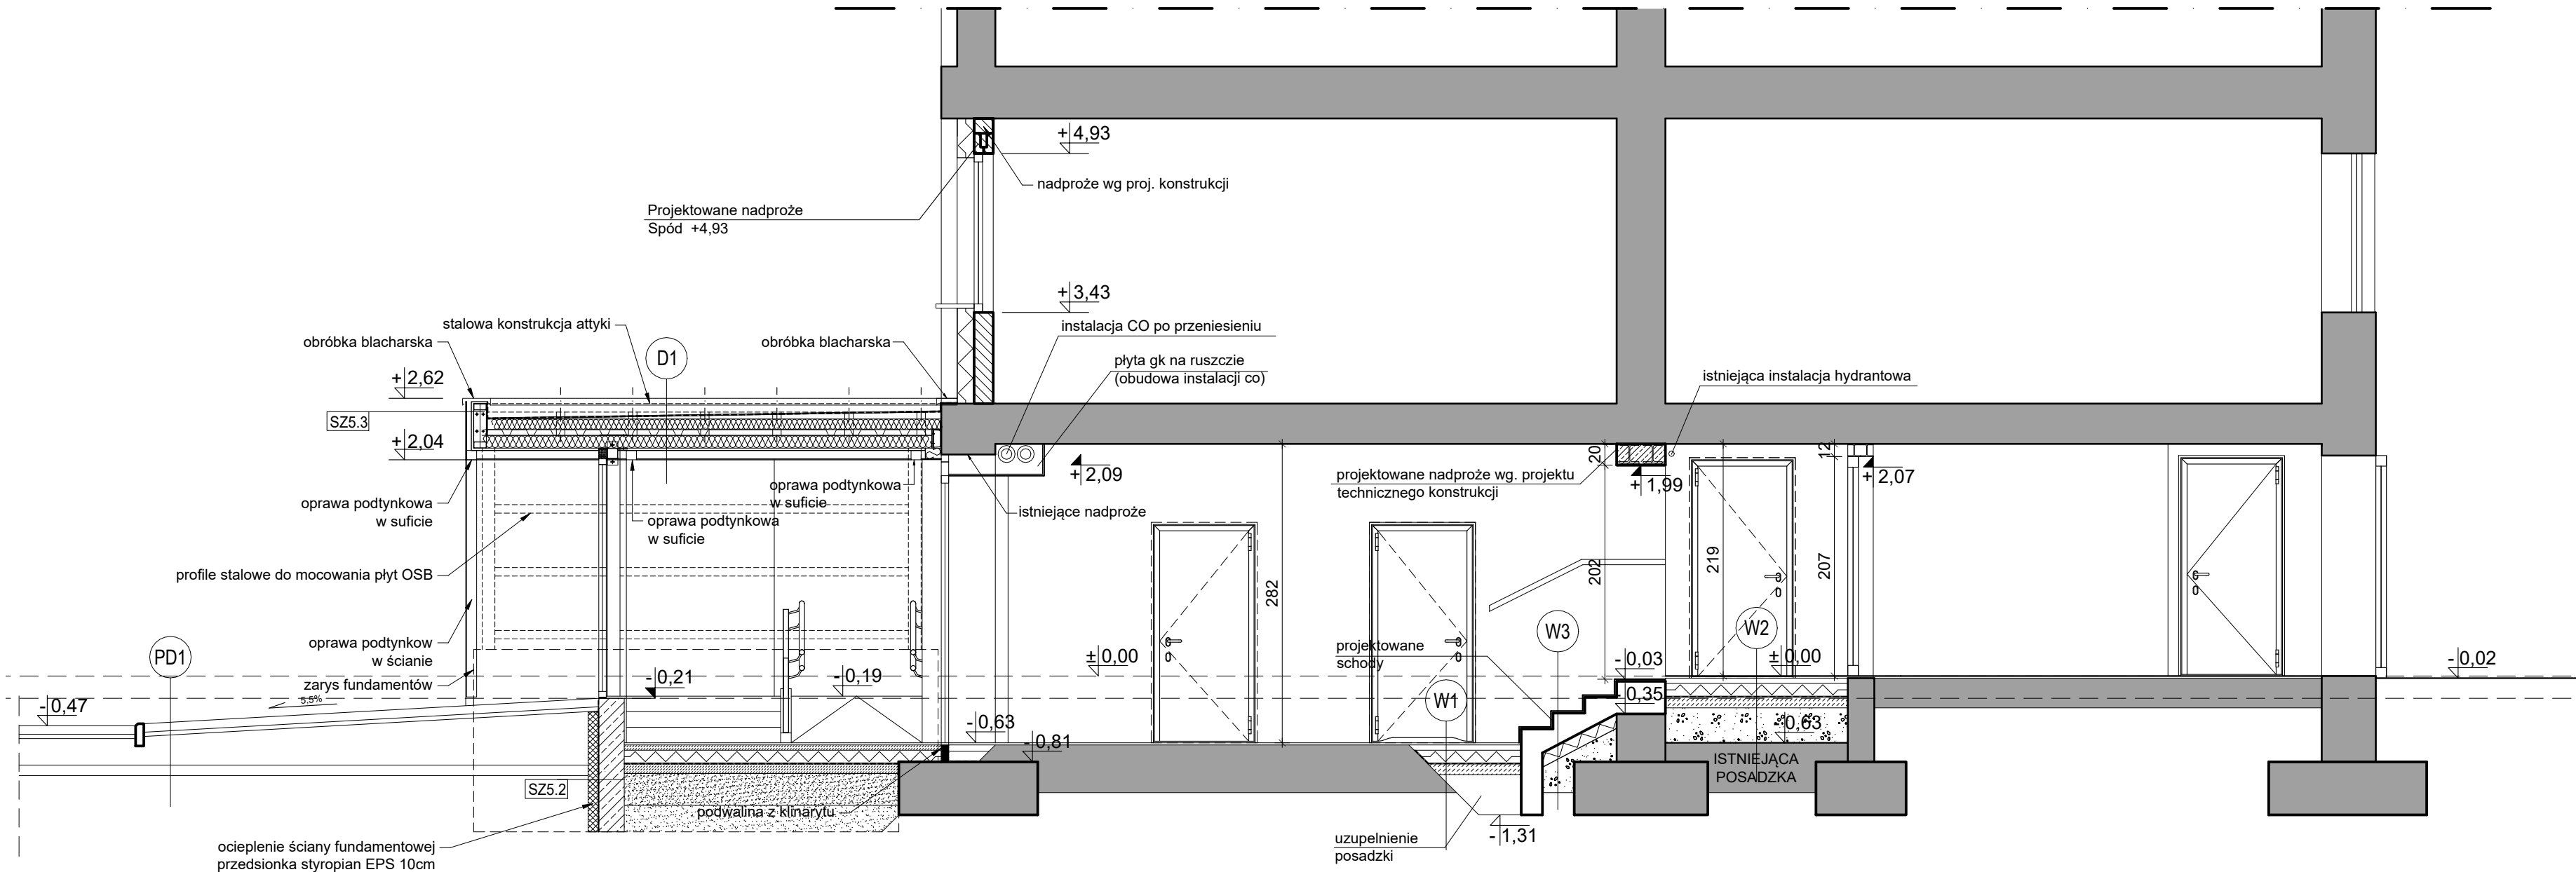 + 4,93
nadproże wg proj. konstrukcji
Projektowane nadproże
Spód +4,93
+ 3,43
stalowa konstrukcja attyki
obróbka blacharska
D1
obróbka blacharska
instalacja CO po przeniesieniu
płyta gk na ruszczie
(obudowa instalacji co)
istniejąca instalacja hydrantowa
+ 2,62
SZ5.3
+ 2,04
oprawa podtynkowa
w suficie
oprawa podtynkowa
w suficie
oprawa podtynkowa
w suficie
+ 2,09
istniejące nadproże
projektowane nadproże wg. projektu
technicznego konstrukcji
20
+ 1,99
12
+ 2,07
profile stalowe do mocowania płyt OSB
282
202
219
207
oprawa podtynkow
w ścianie
zarys fundamentów
PD1
- 0,47
5,5%
- 0,21
- 0,19
± 0,00
projektowane
schody
W3
W2
W1
- 0,03
± 0,00
- 0,35
- 0,02
- 0,63
- 0,81
0,63
ISTNIEJĄCA
POSADZKA
SZ5.2
podwalina z klinarytu
- 1,31
uzupelnienie
posadzki
ocieplenie ściany fundamentowej
przedsionka styropian EPS 10cm